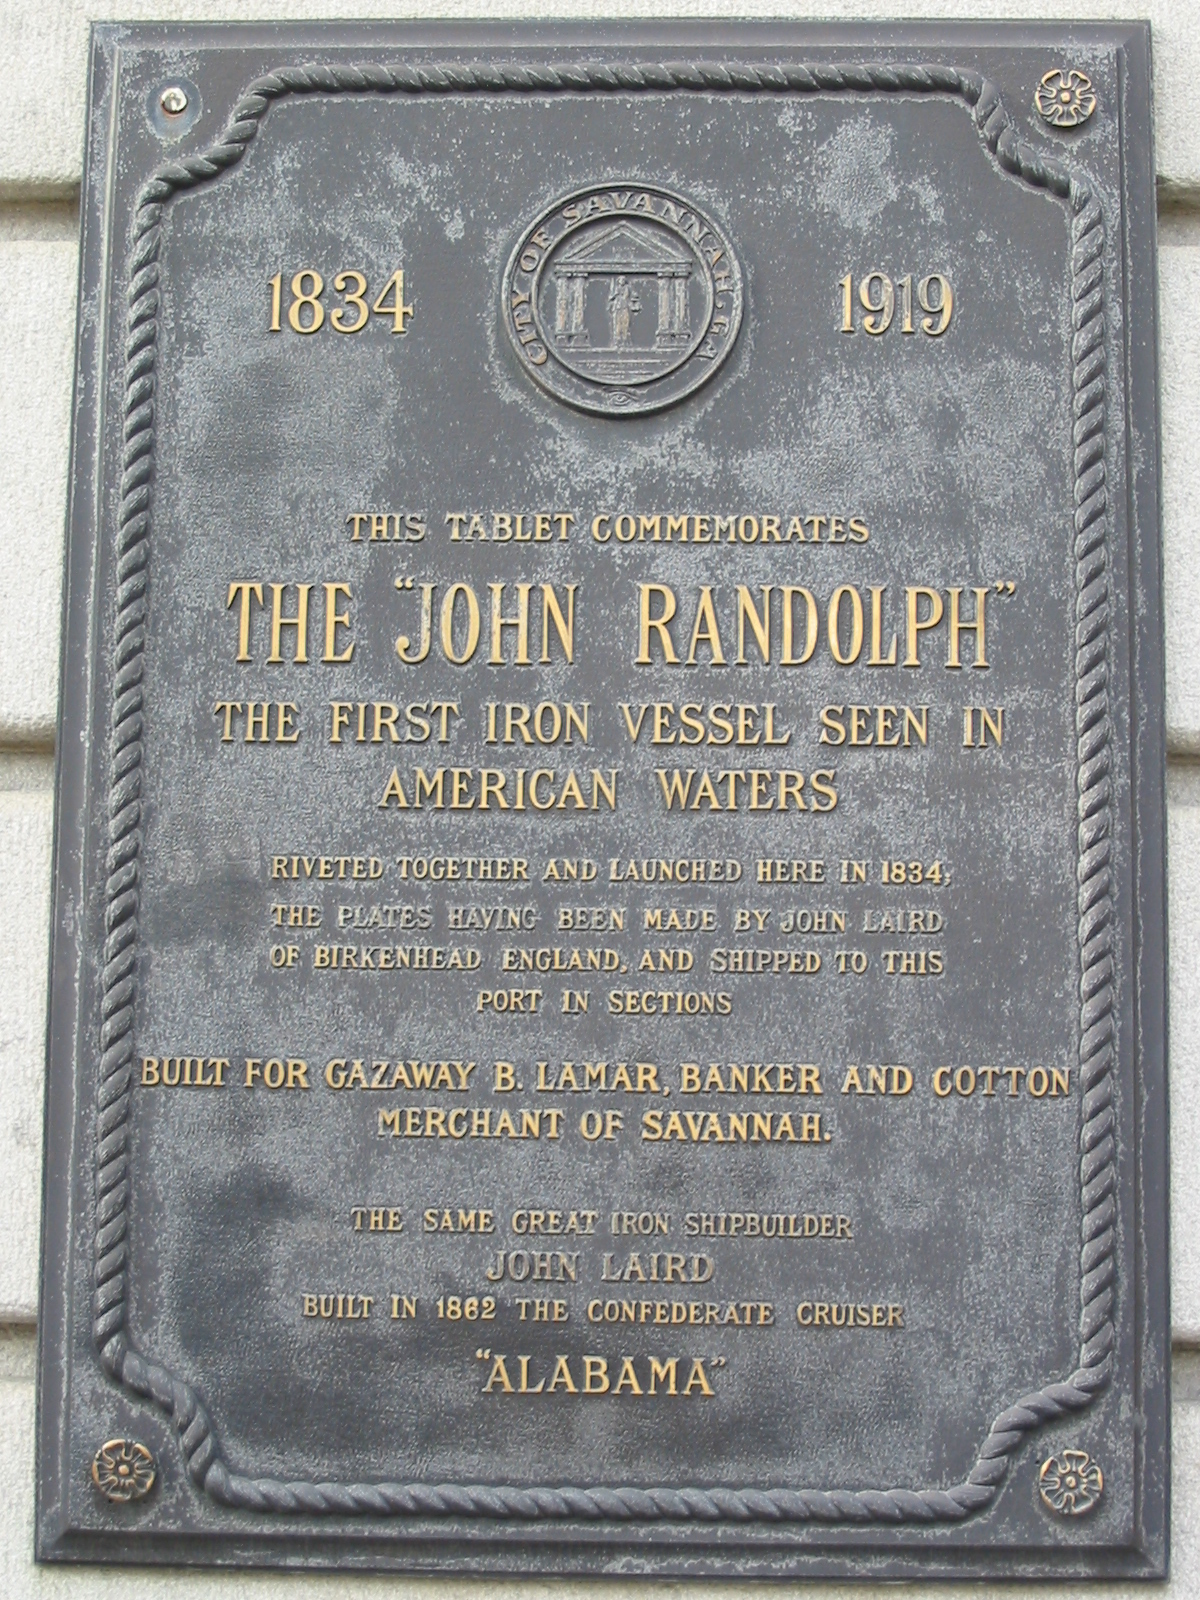 CITY OF SAVANNAH, GA
1834 1919
THIS TABLET COMMEMORATES
THE "JOHN RANDOLPH"
THE FIRST IRON VESSEL SEEN IN
AMERICAN WATERS
RIVETED TOGETHER AND LAUNCHED HERE IN 1834,
THE PLATES HAVING BEEN MADE BY JOHN LAIRD
OF BIRKENHEAD ENGLAND, AND SHIPPED TO THIS
PORT IN SECTIONS
BUILT FOR GAZAWAY B. LAMAR, BANKER AND COTTON
MERCHANT OF SAVANNAH.
THE SAME GREAT IRON SHIPBUILDER
JOHN LAIRD
BUILT IN 1862 THE CONFEDERATE CRUISER
"ALABAMA"